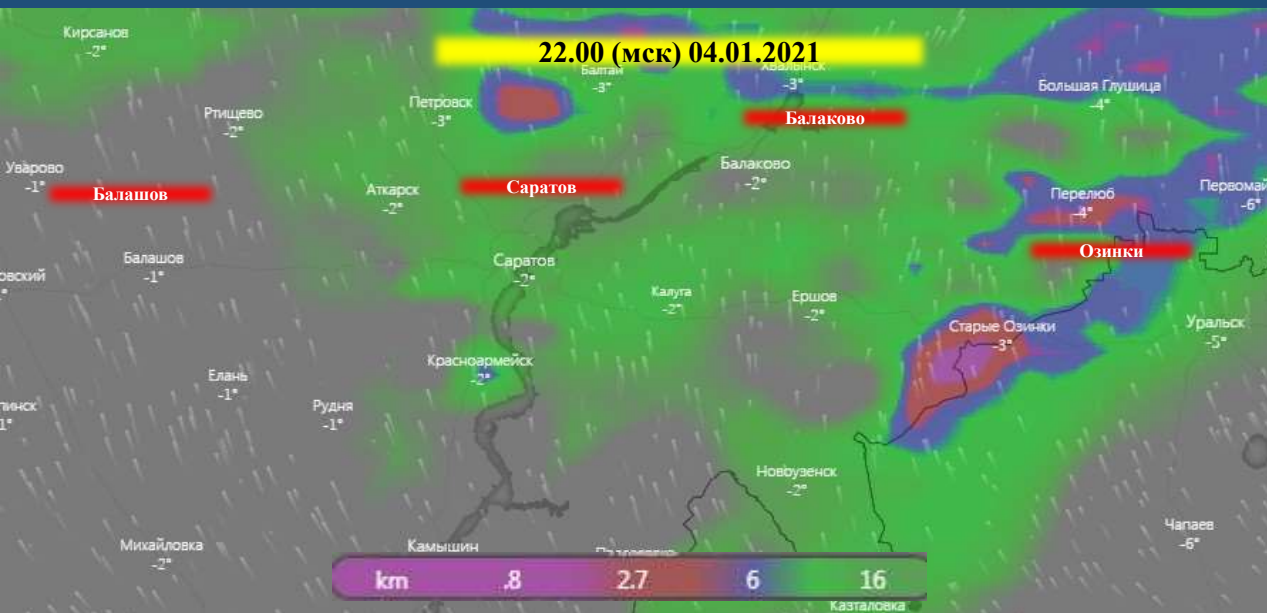 Кирсанов
-2°
22.00 (мск) 04.01.2021
Балтай
-3°
Хвалынск
-3°
Большая Глушица
-4°
Ртищево
-2°
Петровск
-3°
Балаково
Уварово
-1°
Балашов
Аткарск
-2°
Саратов
Балаково
-2°
Перелюб
-4°
Первомай
-6°
Озинки
овский
Балашов
-1°
Саратов
-2°
Калуга
-2°
Ершов
-2°
Старые Озинки
-3°
Уральск
-5°
Красноармейск
-2°
Елань
-1°
Рудня
-1°
пинск
1°
Новоузенск
-2°
Михайловка
-2°
Камышин
Чапаев
-6°
km .8 2.7 6 16
Казталовка